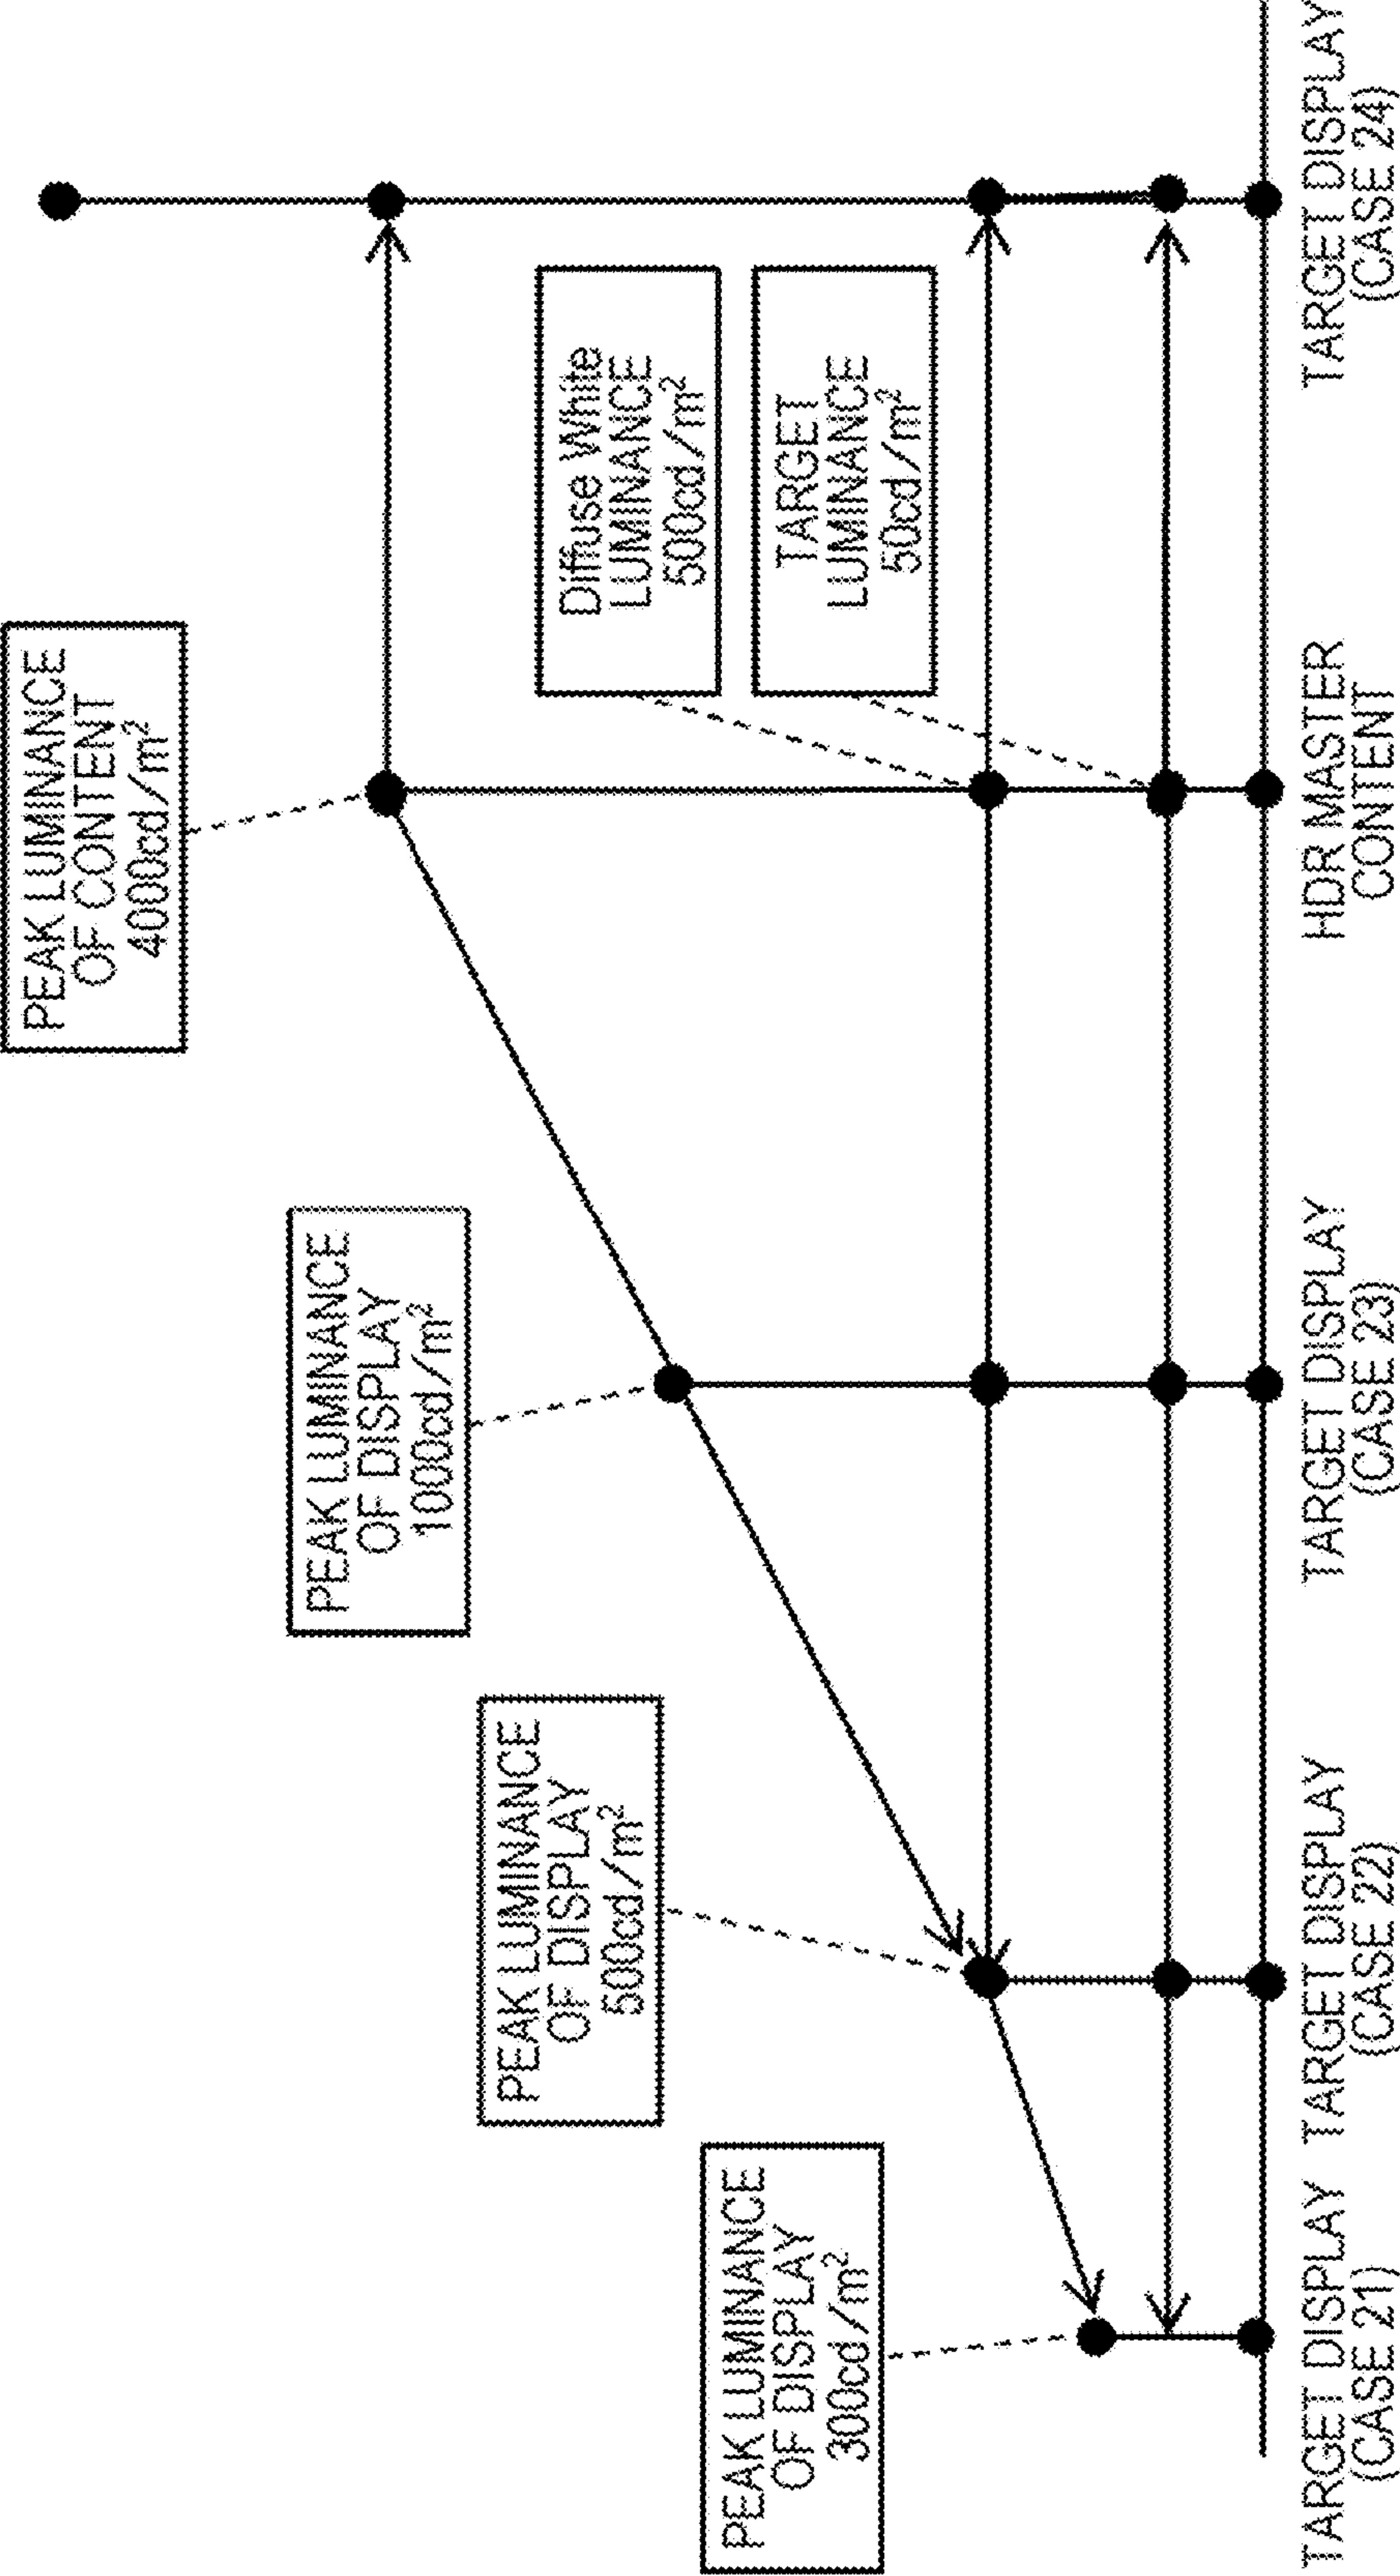 PEAK LUMINANCE
OF CONTENT
4000cd/m²
PEAK LUMINANCE
OF DISPLAY
1000cd/m²
PEAK LUMINANCE
OF DISPLAY
500cd/m²
PEAK LUMINANCE
OF DISPLAY
300cd/m²
Diffuse White
LUMINANCE
500cd/m²
TARGET
LUMINANCE
50cd/m²
TARGET DISPLAY
(CASE 21)
TARGET DISPLAY
(CASE 22)
TARGET DISPLAY
(CASE 23)
HDR MASTER
CONTENT
TARGET DISPLAY
(CASE 24)